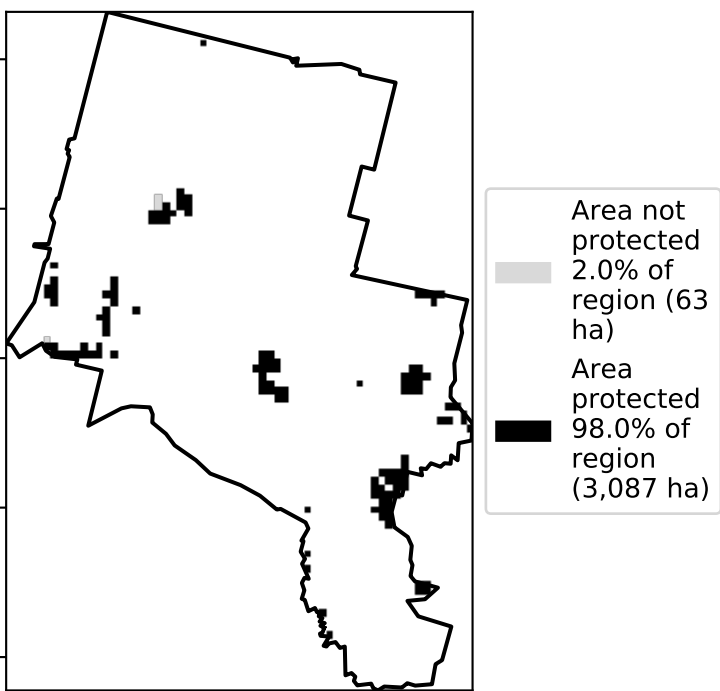 Area not
protected
2.0% of
region (63
ha)
Area
protected
98.0% of
region
(3,087 ha)